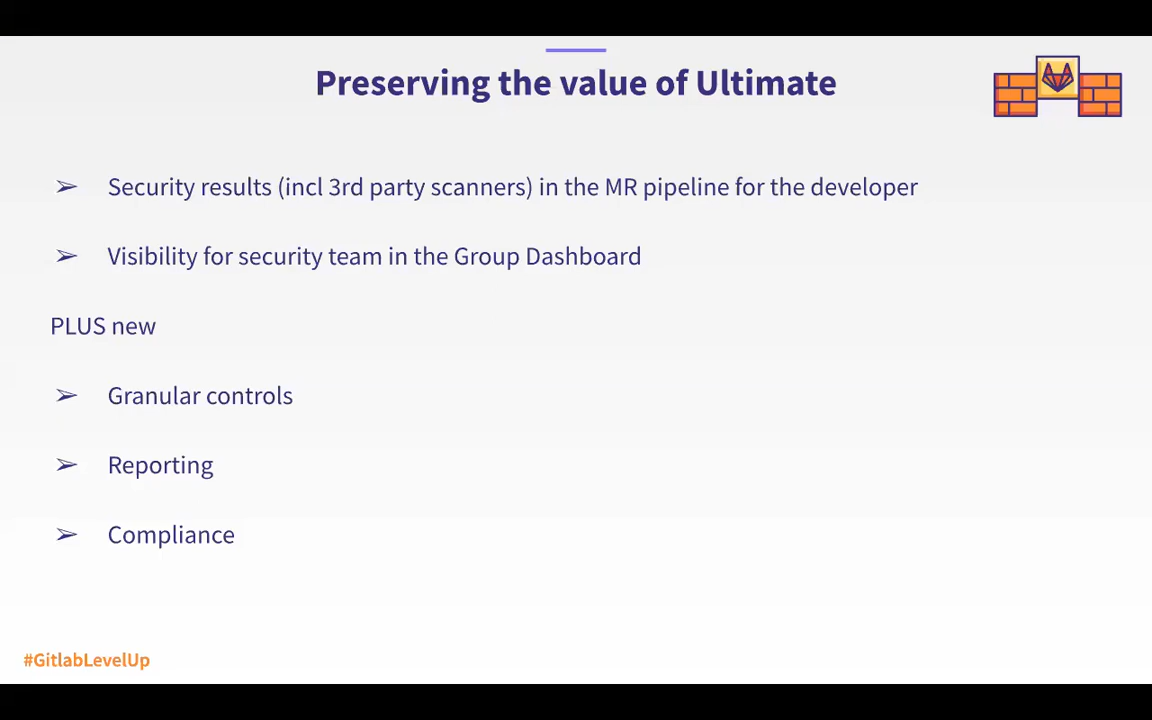 Preserving the value of Ultimate
➢ Security results (incl 3rd party scanners) in the MR pipeline for the developer
➢ Visibility for security team in the Group Dashboard
PLUS new
➢ Granular controls
➢ Reporting
➢ Compliance
#GitlabLevelUp